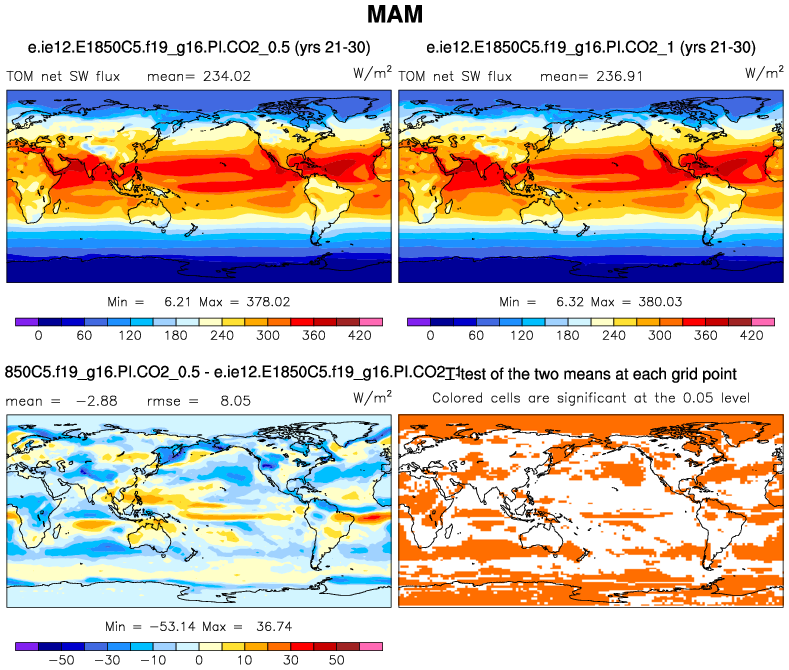 MAM
e.ie12.E1850C5.f19_g16.PI.CO2_0.5 (yrs 21-30)
TOM net SW flux mean= 234.02 W/m²
Min = 6.21 Max = 378.02
0 60 120 180 240 300 360 420
e.ie12.E1850C5.f19_g16.PI.CO2_1 (yrs 21-30)
TOM net SW flux mean= 236.91 W/m²
Min = 6.32 Max = 380.03
0 60 120 180 240 300 360 420
850C5.f19_g16.PI.CO2_0.5 - e.ie12.E1850C5.f19_g16.PI.CO2_1
mean = −2.88 rmse = 8.05 W/m²
Min = −53.14 Max = 36.74
−50 −30 −10 0 10 30 50
T-test of the two means at each grid point
Colored cells are significant at the 0.05 level